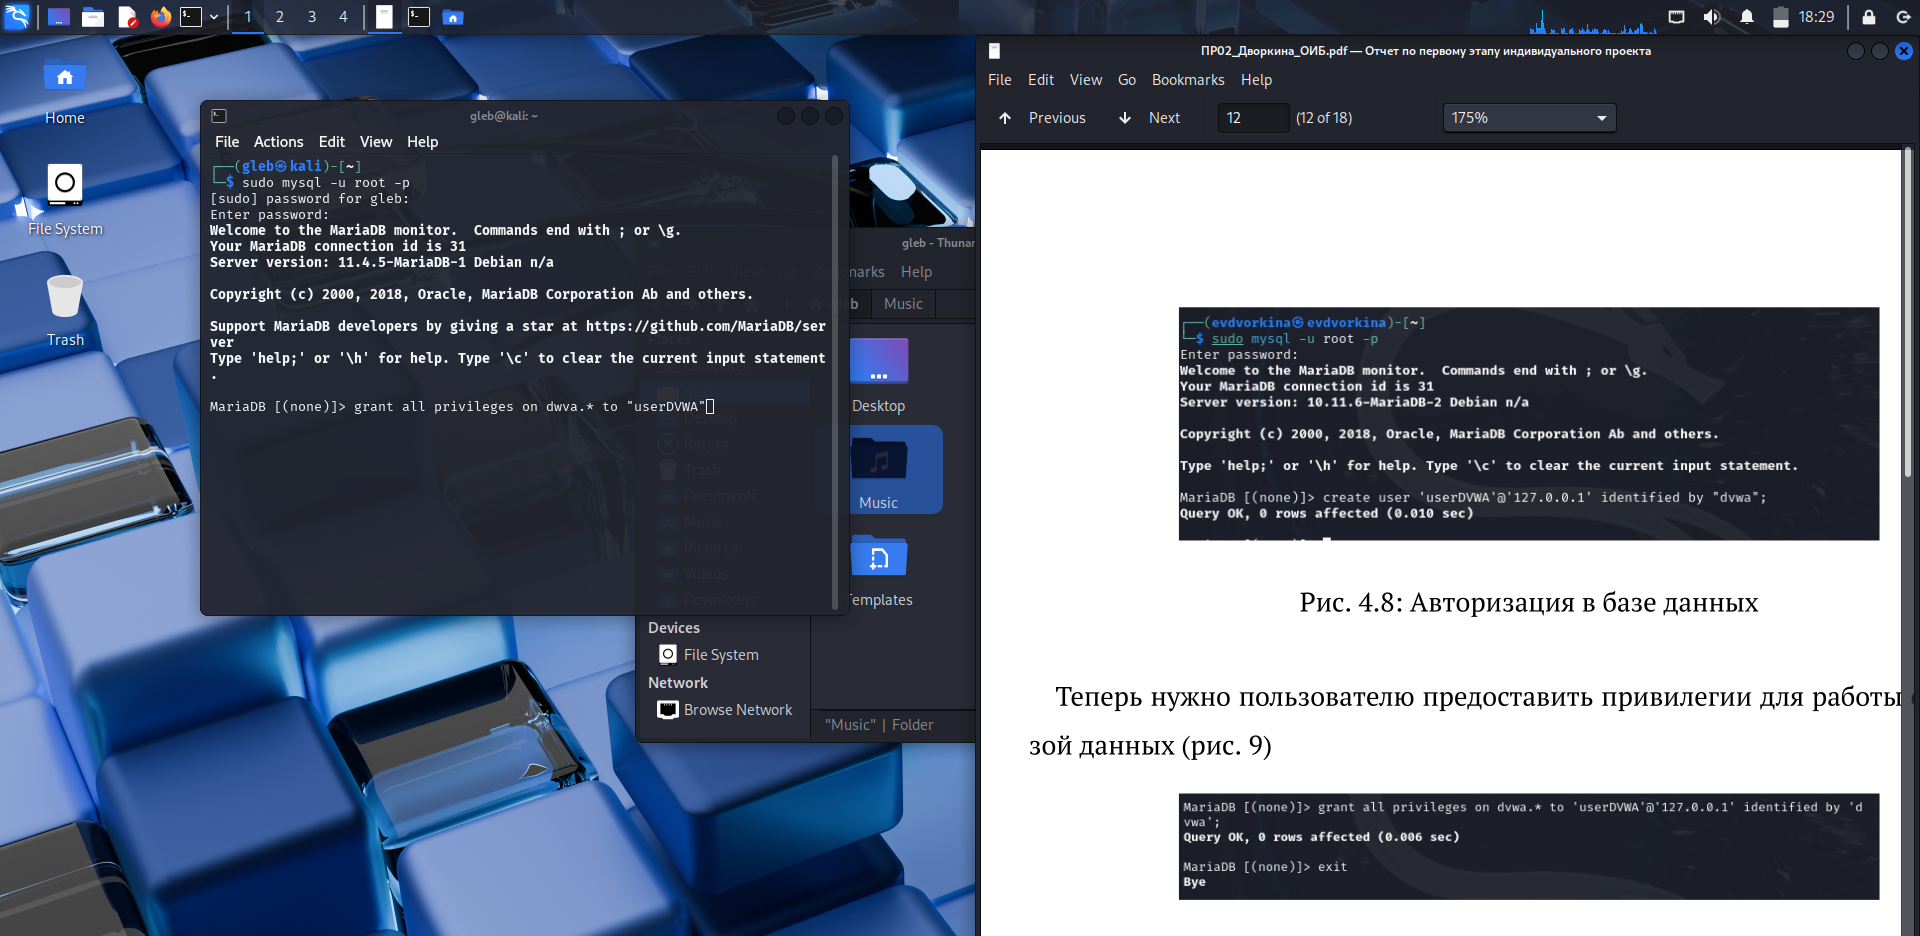 1 2 3 4
18:29
Home
File System
Trash
gleb@kali: ~
File Actions Edit View Help
┌──(gleb㉿kali)-[~]
└─$ sudo mysql -u root -p
[sudo] password for gleb:
Enter password:
Welcome to the MariaDB monitor.  Commands end with ; or \g.
Your MariaDB connection id is 31
Server version: 11.4.5-MariaDB-1 Debian n/a
Copyright (c) 2000, 2018, Oracle, MariaDB Corporation Ab and others.
Support MariaDB developers by giving a star at https://github.com/MariaDB/ser
ver
Type 'help;' or '\h' for help. Type '\c' to clear the current input statement
.
MariaDB [(none)]> grant all privileges on dwva.* to "userDVWA"
gleb - Thunar
Help
Music
Places
Desktop
Recent
Trash
Documents
Music
Pictures
Videos
Downloads
Devices
File System
Network
Browse Network
Desktop
Music
Templates
"Music" | Folder
ПР02_Дворкина_ОИБ.pdf — Отчет по первому этапу индивидуального проекта
File Edit View Go Bookmarks Help
Previous Next 12 (12 of 18) 175%
┌──(evdvorkina㉿evdvorkina)-[~]
└─$ sudo mysql -u root -p
Enter password:
Welcome to the MariaDB monitor.  Commands end with ; or \g.
Your MariaDB connection id is 31
Server version: 10.11.6-MariaDB-2 Debian n/a
Copyright (c) 2000, 2018, Oracle, MariaDB Corporation Ab and others.
Type 'help;' or '\h' for help. Type '\c' to clear the current input statement.
MariaDB [(none)]> create user 'userDVWA'@'127.0.0.1' identified by "dvwa";
Query OK, 0 rows affected (0.010 sec)
Рис. 4.8: Авторизация в базе данных
Теперь нужно пользователю предоставить привилегии для работы
зой данных (рис. 9)
MariaDB [(none)]> grant all privileges on dvwa.* to 'userDVWA'@'127.0.0.1' identified by 'd
vwa';
Query OK, 0 rows affected (0.006 sec)
MariaDB [(none)]> exit
Bye